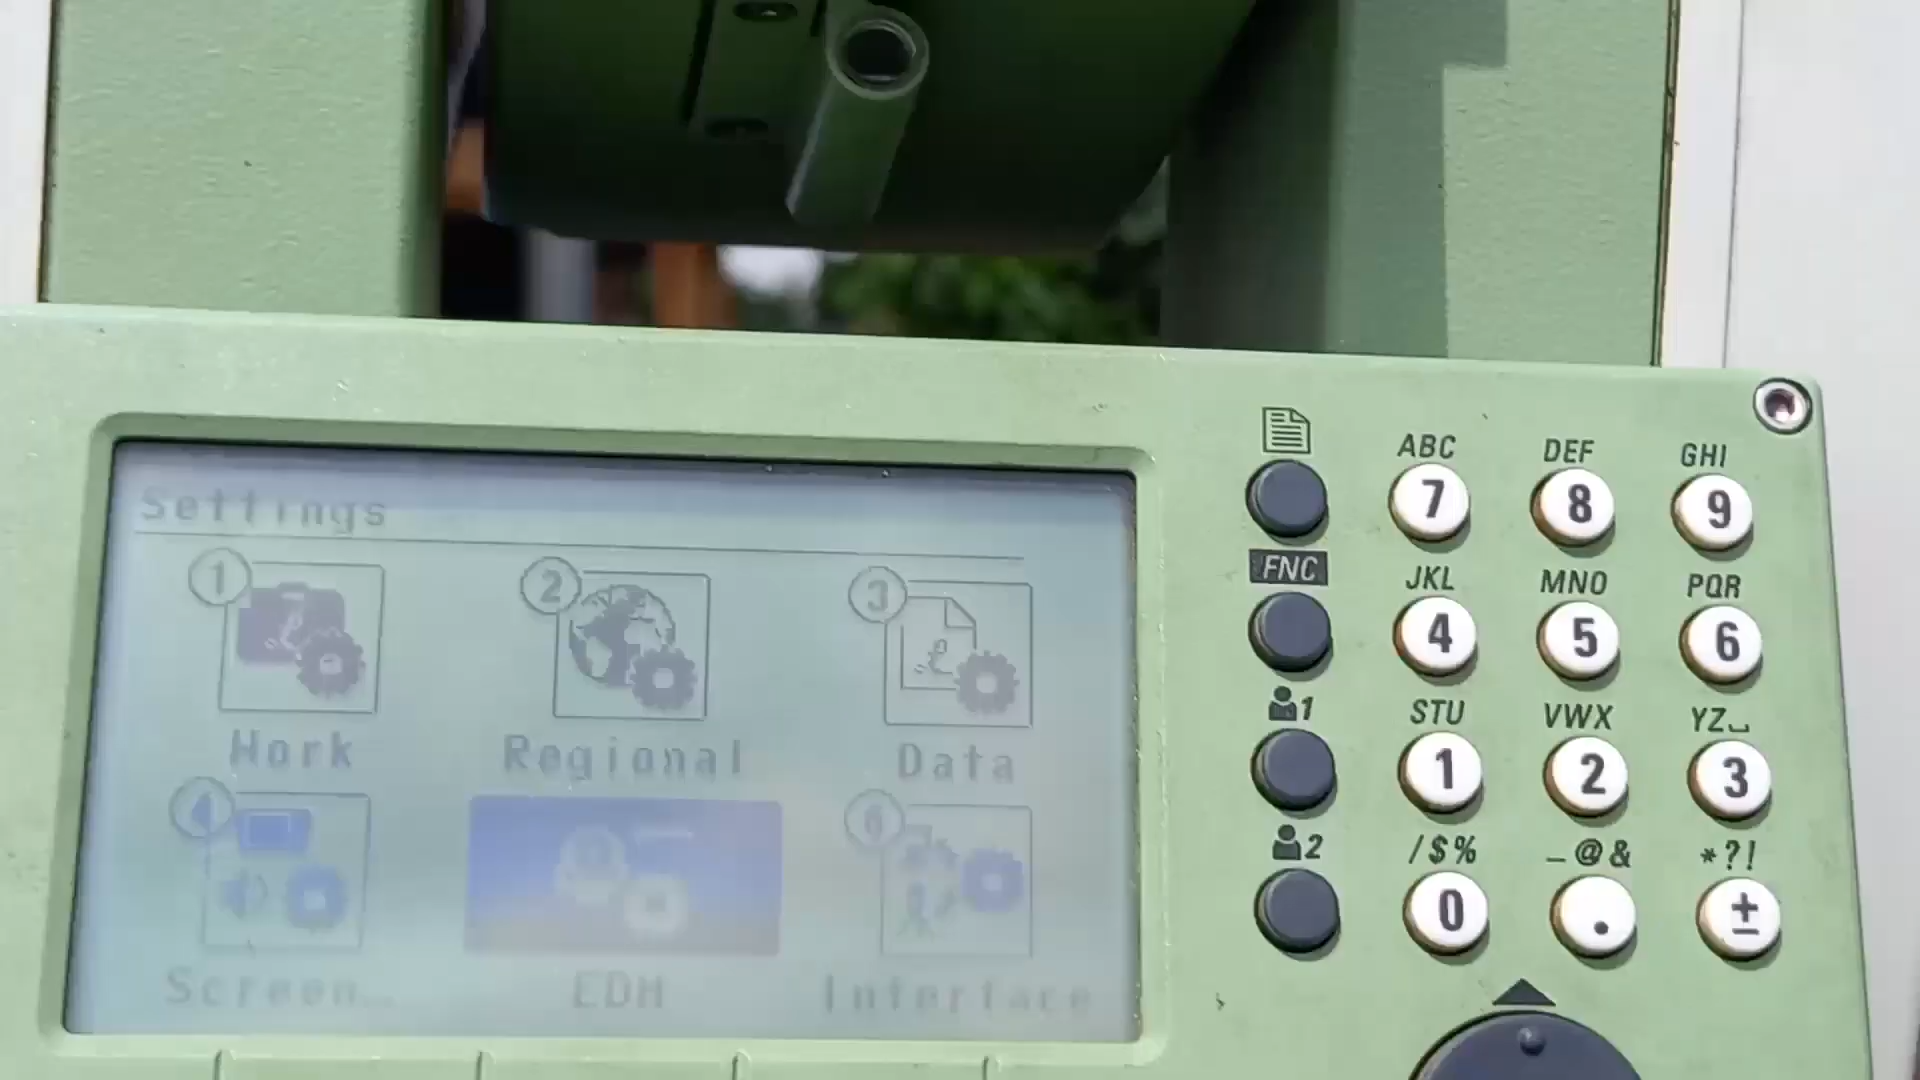 Settings
1 2 3
Work Regional Data
4 6
Screen EDM Interface
ABC DEF GHI
7 8 9
FNC
JKL MNO PQR
4 5 6
1
STU VWX YZ⎵
1 2 3
2
/$% _@& *?!
0 . ±